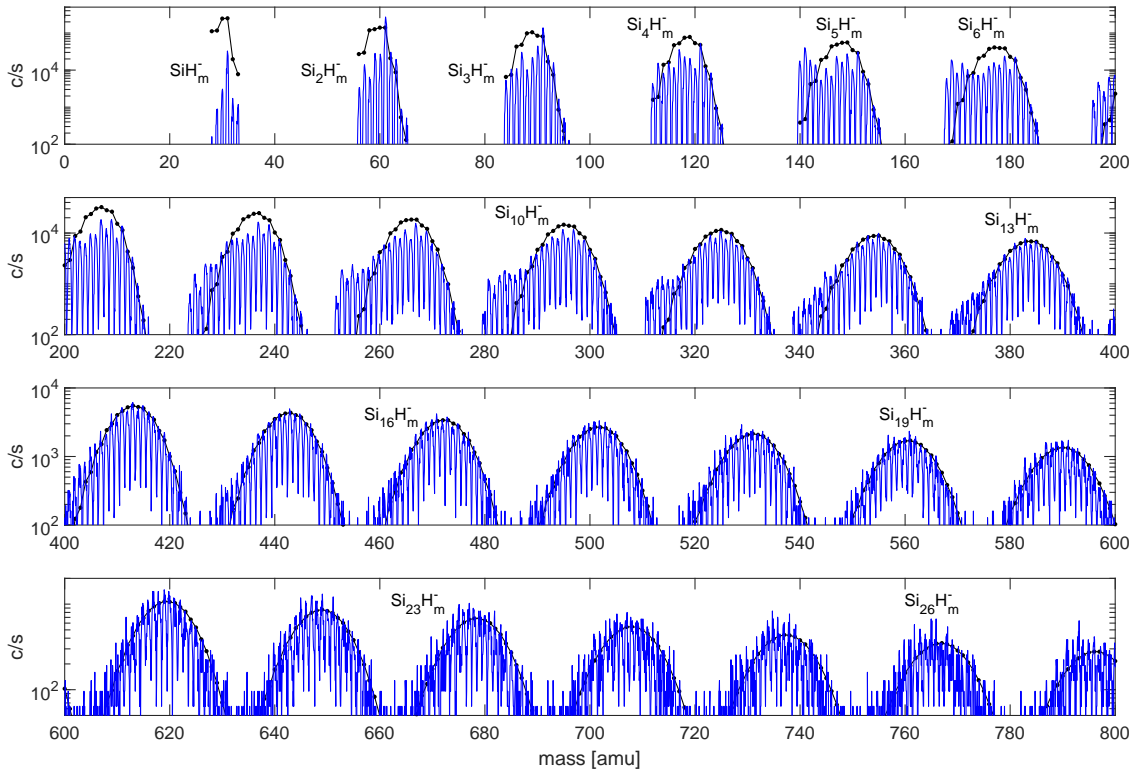 c/s
10^4
10^2
SiH_m^-
Si_2H_m^-
Si_3H_m^-
Si_4H_m^-
Si_5H_m^-
Si_6H_m^-
0 20 40 60 80 100 120 140 160 180 200
c/s
10^4
10^2
Si_10H_m^-
Si_13H_m^-
200 220 240 260 280 300 320 340 360 380 400
c/s
10^4
10^3
10^2
Si_16H_m^-
Si_19H_m^-
400 420 440 460 480 500 520 540 560 580 600
c/s
10^2
Si_23H_m^-
Si_26H_m^-
600 620 640 660 680 700 720 740 760 780 800
mass [amu]